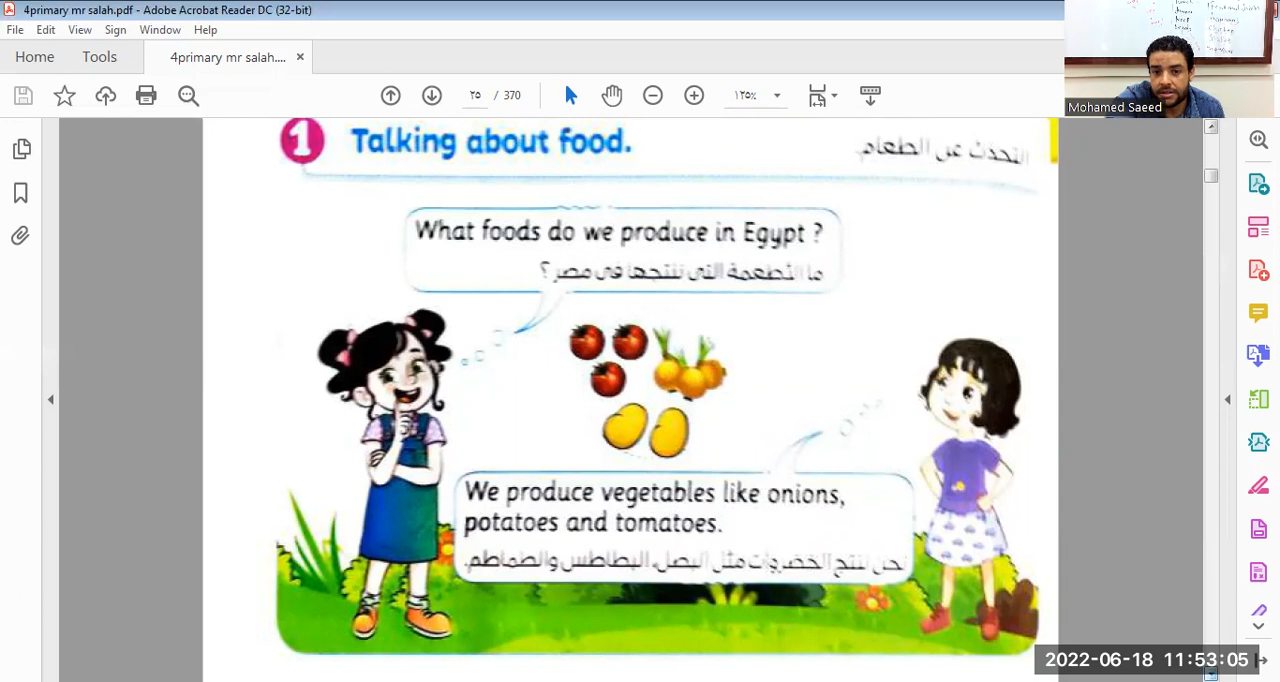 4primary mr salah.pdf - Adobe Acrobat Reader DC (32-bit)
File Edit View Sign Window Help
Home Tools 4primary mr salah.... ×
٢٥ / 370 ١٢٥٪
Mohamed Saeed
1 Talking about food. التحدث عن الطعام.
What foods do we produce in Egypt ?
ما الأطعمة التي ننتجها في مصر ؟
We produce vegetables like onions,
potatoes and tomatoes.
نحن ننتج الخضروات مثل البصل، البطاطس والطماطم.
2022-06-18 11:53:05